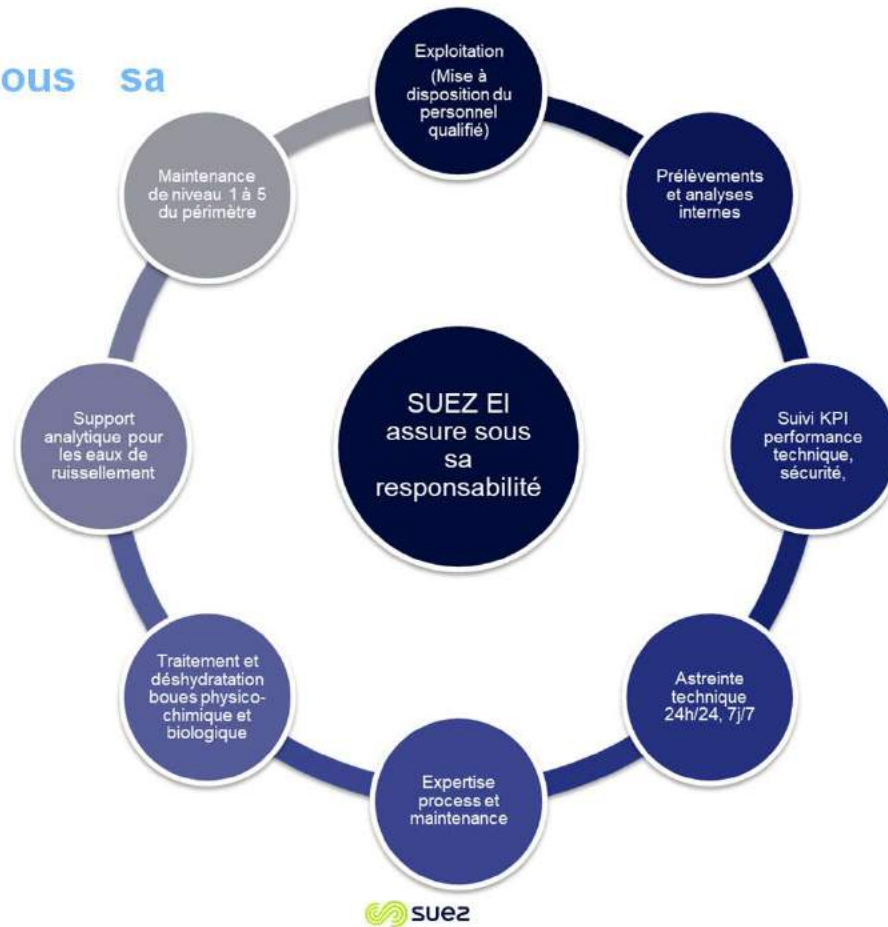 ous sa
Exploitation
(Mise à
disposition du
personnel
qualifié)
Prélèvements
et analyses
internes
Suivi KPI
performance
technique,
sécurité,
Astreinte
technique
24h/24, 7j/7
Expertise
process et
maintenance
Traitement et
déshydratation
boues physico-
chimique et
biologique
Support
analytique pour
les eaux de
ruissellement
Maintenance
de niveau 1 à 5
du périmètre
SUEZ EI
assure sous
sa
responsabilité
suez